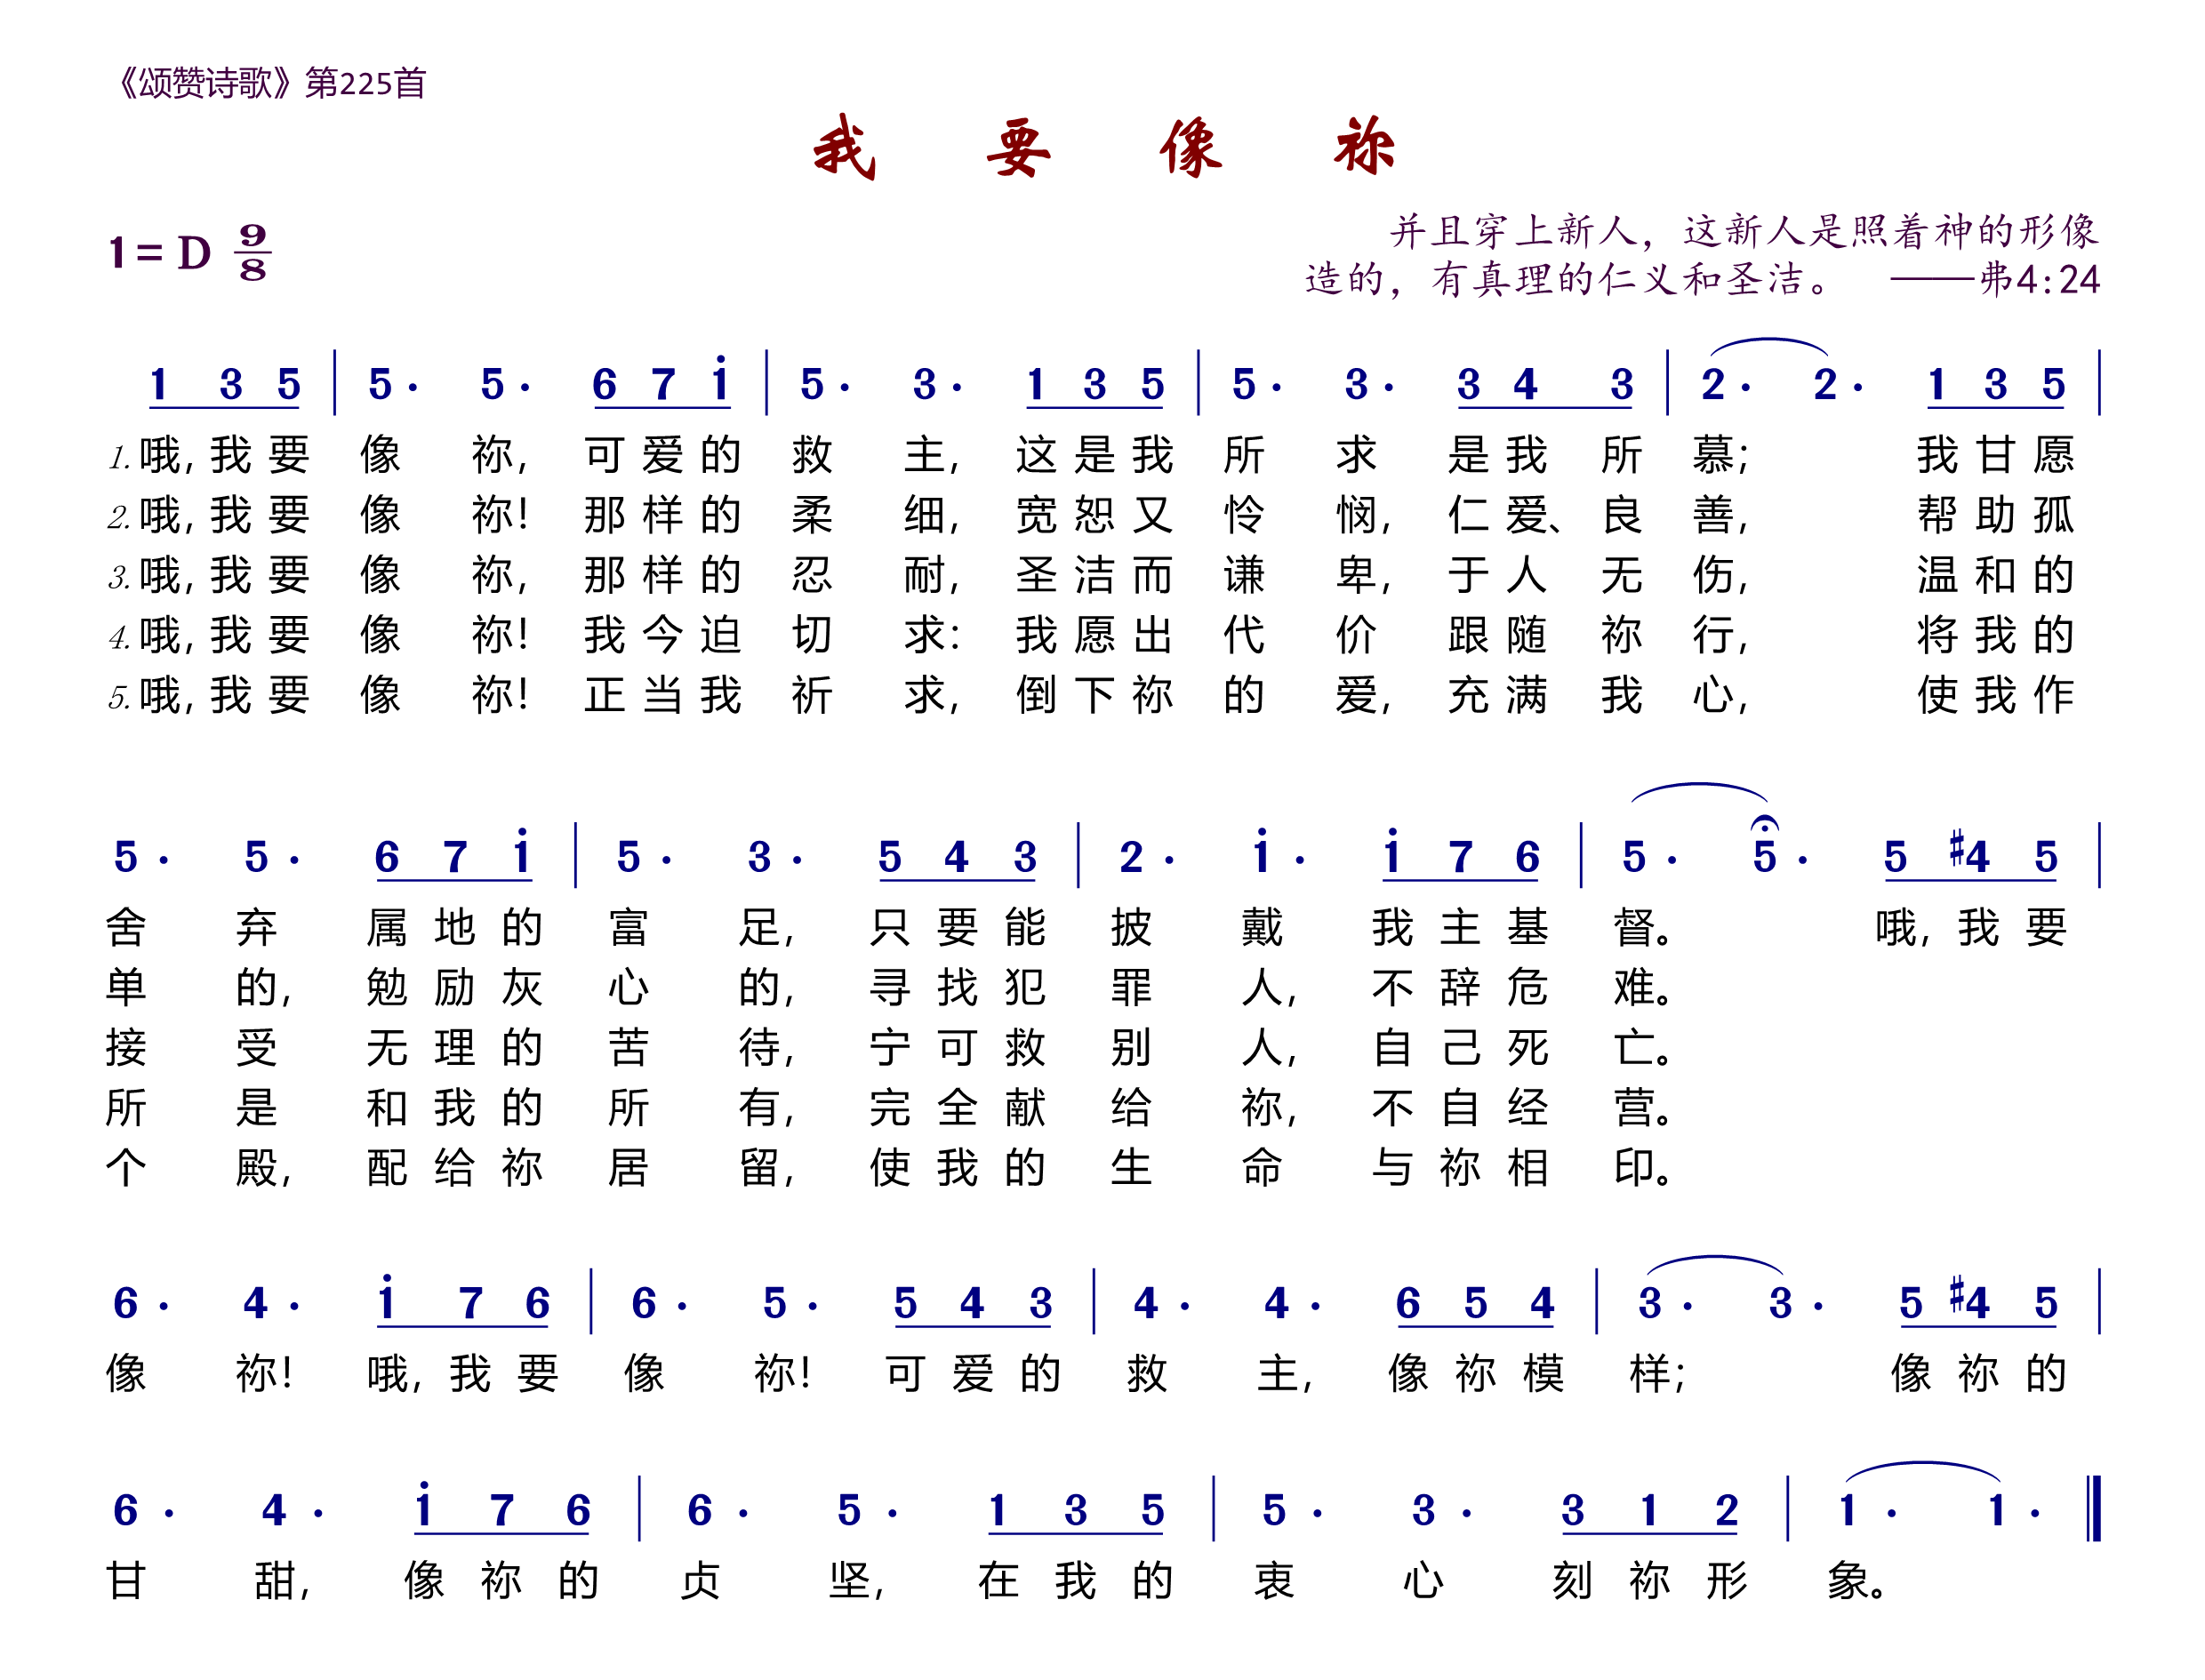 《颂赞诗歌》第225首
我 要 像 祢
1 = D 9/8
并且穿上新人，这新人是照着神的形像
造的，有真理的仁义和圣洁。 ——弗4:24
1 3 5 | 5 · 5 · 6 7 i | 5 · 3 · 1 3 5 | 5 · 3 · 3 4 3 | 2 · 2 · 1 3 5 |
1. 哦, 我 要 像 祢, 可 爱 的 救 主, 这 是 我 所 求 是 我 所 慕; 我 甘 愿
2. 哦, 我 要 像 祢! 那 样 的 柔 细, 宽 恕 又 怜 悯, 仁 爱、 良 善, 帮 助 孤
3. 哦, 我 要 像 祢, 那 样 的 忍 耐, 圣 洁 而 谦 卑, 于 人 无 伤, 温 和 的
4. 哦, 我 要 像 祢! 我 今 迫 切 求: 我 愿 出 代 价 跟 随 祢 行, 将 我 的
5. 哦, 我 要 像 祢! 正 当 我 祈 求, 倒 下 祢 的 爱, 充 满 我 心, 使 我 作
5 · 5 · 6 7 i | 5 · 3 · 5 4 3 | 2 · i · i 7 6 | 5 · 5 · 5 #4 5 |
舍 弃 属 地 的 富 足, 只 要 能 披 戴 我 主 基 督。 哦, 我 要
单 的, 勉 励 灰 心 的, 寻 找 犯 罪 人, 不 辞 危 难。
接 受 无 理 的 苦 待, 宁 可 救 别 人, 自 己 死 亡。
所 是 和 我 的 所 有, 完 全 献 给 祢, 不 自 经 营。
个 殿, 配 给 祢 居 留, 使 我 的 生 命 与 祢 相 印。
6 · 4 · i 7 6 | 6 · 5 · 5 4 3 | 4 · 4 · 6 5 4 | 3 · 3 · 5 #4 5 |
像 祢! 哦, 我 要 像 祢! 可 爱 的 救 主, 像 祢 模 样; 像 祢 的
6 · 4 · i 7 6 | 6 · 5 · 1 3 5 | 5 · 3 · 3 1 2 | 1 · 1 · ‖
甘 甜, 像 祢 的 贞 坚, 在 我 的 衷 心 刻 祢 形 象。